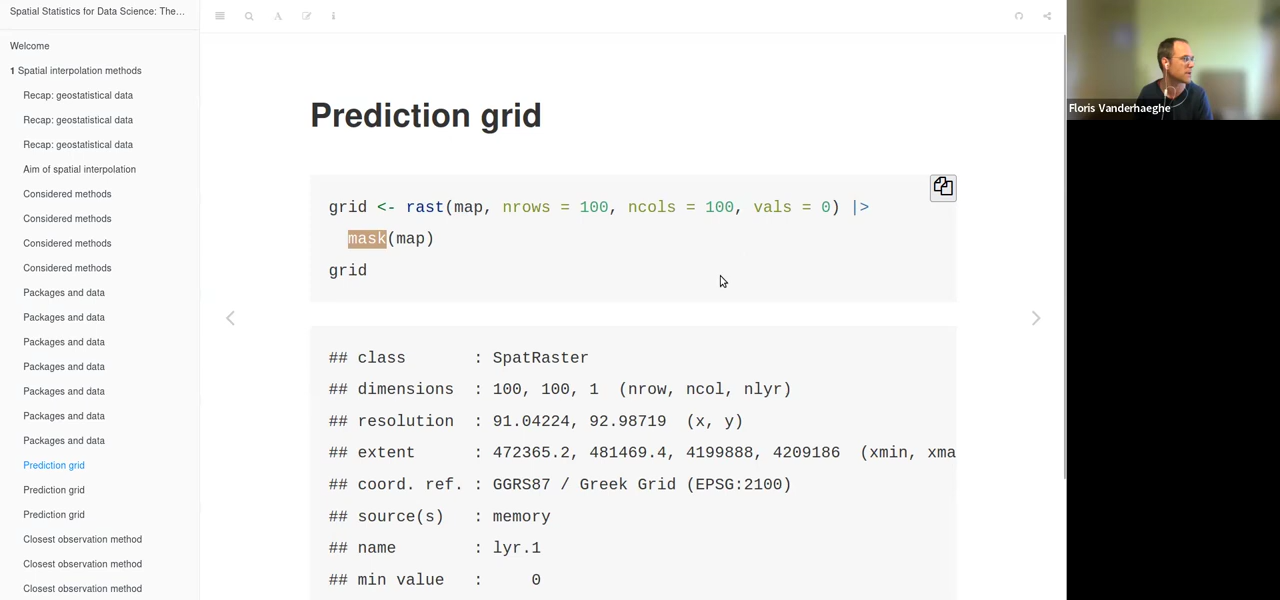 Spatial Statistics for Data Science: The…
Welcome
1 Spatial interpolation methods
Recap: geostatistical data
Recap: geostatistical data
Recap: geostatistical data
Aim of spatial interpolation
Considered methods
Considered methods
Considered methods
Considered methods
Packages and data
Packages and data
Packages and data
Packages and data
Packages and data
Packages and data
Packages and data
Prediction grid
Prediction grid
Prediction grid
Closest observation method
Closest observation method
Closest observation method
Prediction grid
grid <- rast(map, nrows = 100, ncols = 100, vals = 0) |>
  mask(map)
grid
## class       : SpatRaster
## dimensions  : 100, 100, 1  (nrow, ncol, nlyr)
## resolution  : 91.04224, 92.98719  (x, y)
## extent      : 472365.2, 481469.4, 4199888, 4209186  (xmin, xma
## coord. ref. : GGRS87 / Greek Grid (EPSG:2100)
## source(s)   : memory
## name        : lyr.1
## min value   :     0
Floris Vanderhaeghe